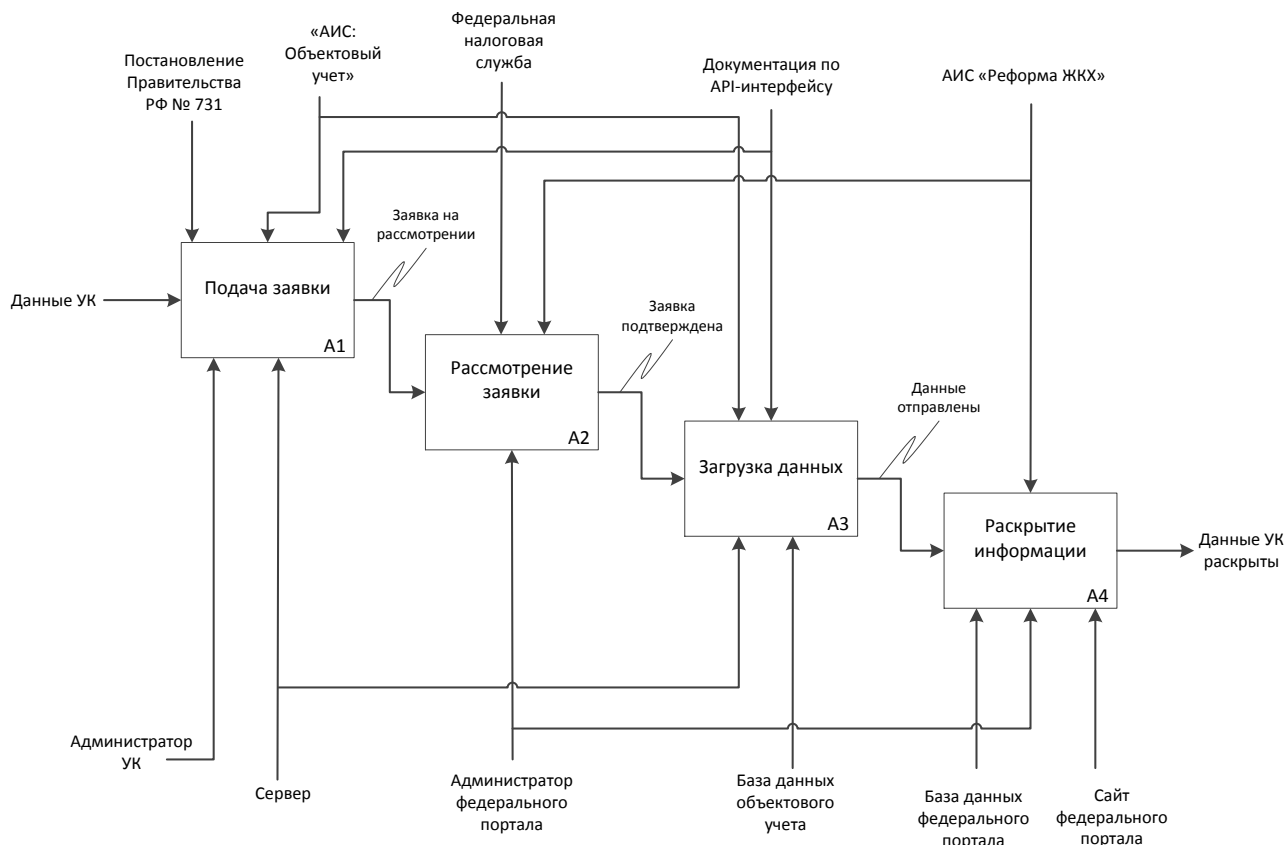 Постановление
Правительства
РФ № 731
«АИС:
Объектовый
учет»
Федеральная
налоговая
служба
Документация по
API-интерфейсу
АИС «Реформа ЖКХ»
Данные УК
Подача заявки
А1
Заявка на
рассмотрении
Рассмотрение
заявки
А2
Заявка
подтверждена
Загрузка данных
А3
Данные
отправлены
Раскрытие
информации
А4
Данные УК
раскрыты
Администратор
УК
Сервер
Администратор
федерального
портала
База данных
объектового
учета
База данных
федерального
портала
Сайт
федерального
портала